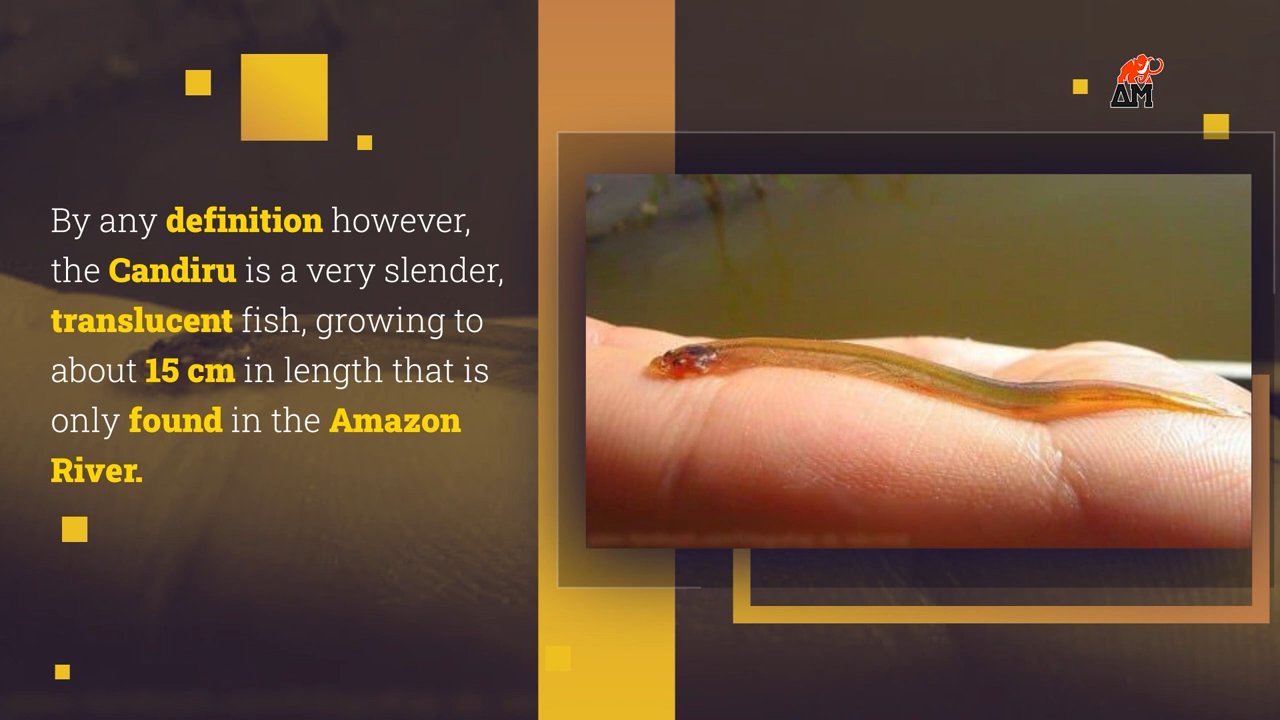 By any definition however,
the Candiru is a very slender,
translucent fish, growing to
about 15 cm in length that is
only found in the Amazon
River.
AM